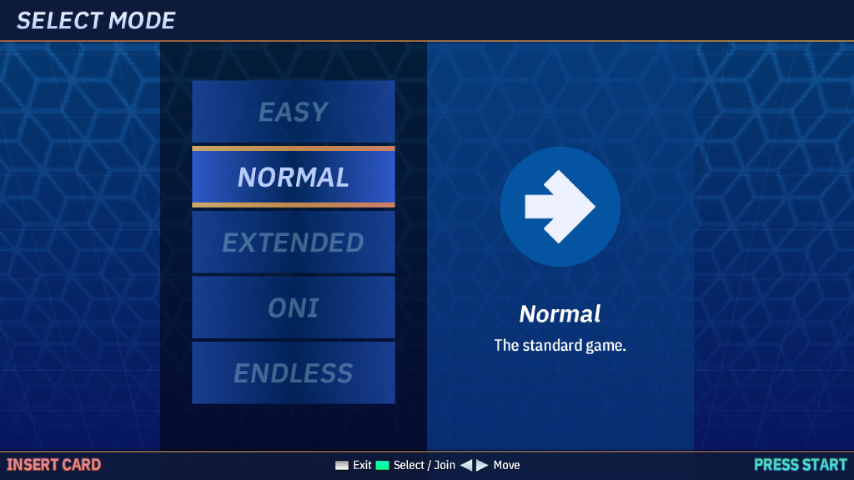 SELECT MODE
EASY
NORMAL
EXTENDED
ONI
ENDLESS
Normal
The standard game.
INSERT CARD
Exit Select / Join Move
PRESS START